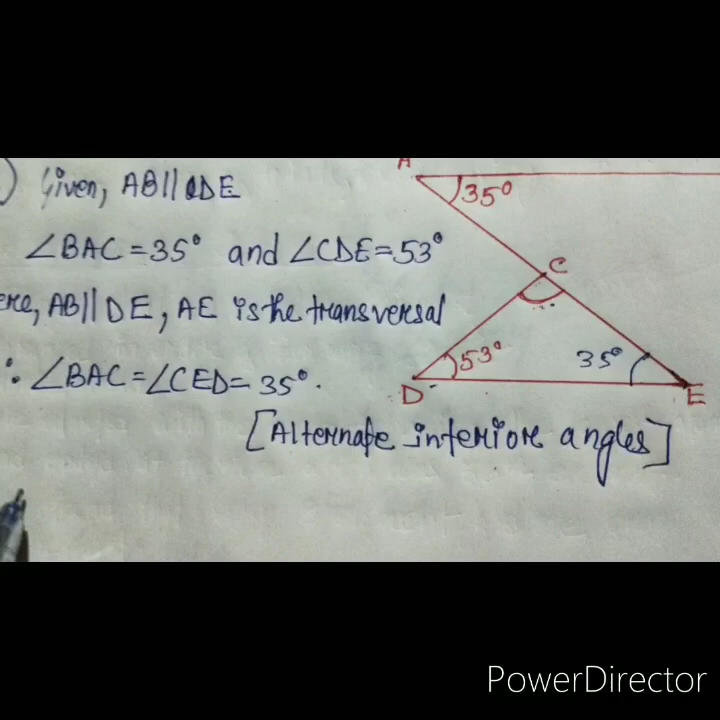 ) Given, AB || DE
A
35°
∠BAC = 35° and ∠CDE = 53°
C
ere, AB || DE, AE is the transversal
53°
35°
∴ ∠BAC = ∠CED = 35°.
D
E
[Alternate interior angles]
PowerDirector